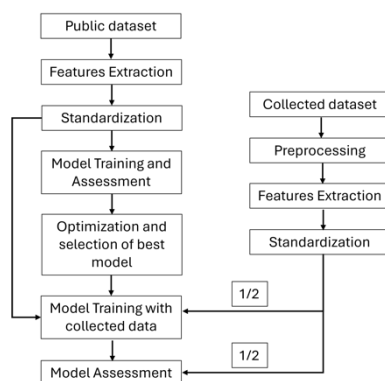 Public dataset
Features Extraction
Standardization
Model Training and
Assessment
Optimization and
selection of best
model
Model Training with
collected data
Model Assessment
Collected dataset
Preprocessing
Features Extraction
Standardization
1/2
1/2